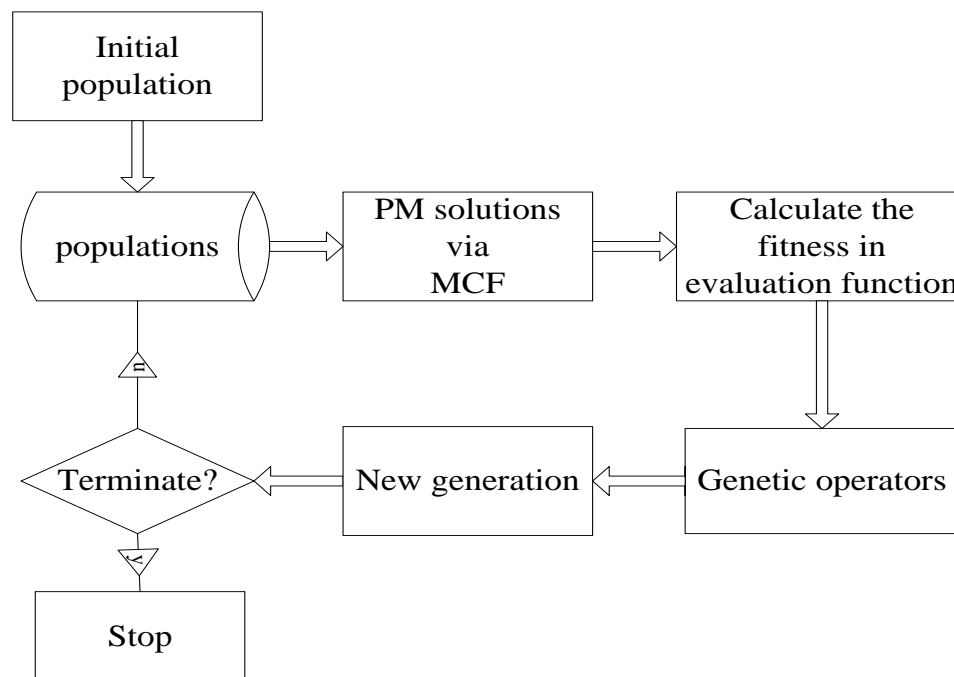 Initial
population
populations
PM solutions
via
MCF
Calculate the
fitness in
evaluation function
n
Terminate?
New generation
Genetic operators
y
Stop